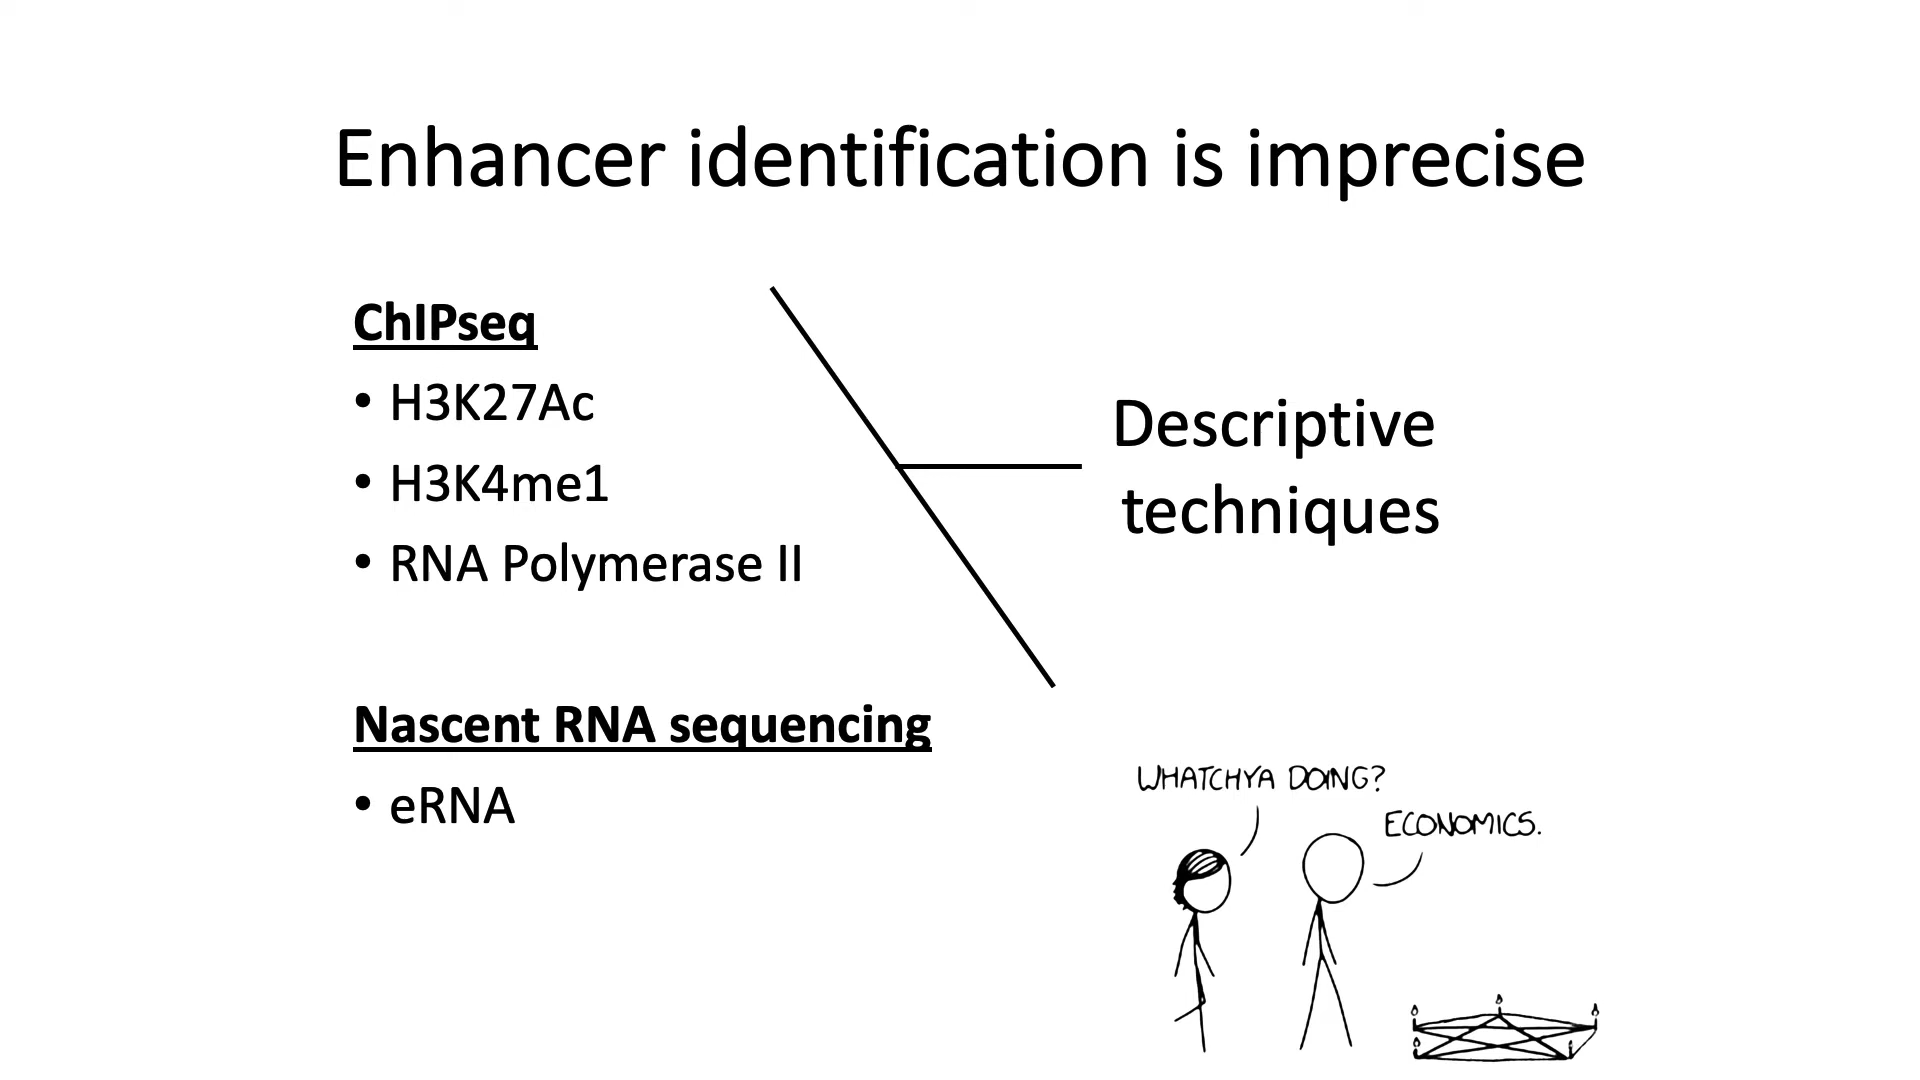 Enhancer identification is imprecise
ChIPseq
• H3K27Ac
• H3K4me1
• RNA Polymerase II
Nascent RNA sequencing
• eRNA
Descriptive
techniques
WHATCHYA DOING?
ECONOMICS.